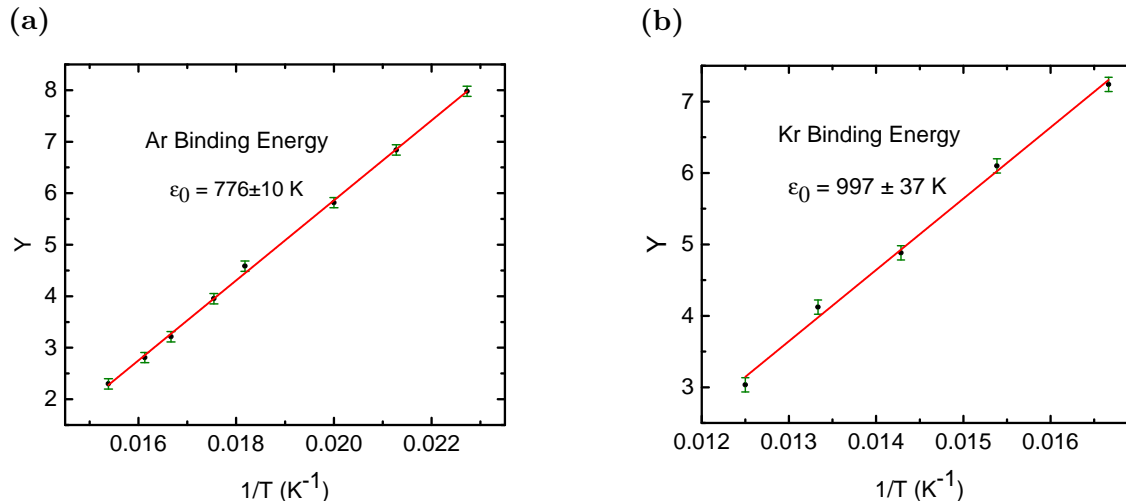 (a)
8
7
6
5
4
3
2
Y
Ar Binding Energy
ε0 = 776±10 K
0.016 0.018 0.020 0.022
1/T (K-1)
(b)
7
6
5
4
3
Y
Kr Binding Energy
ε0 = 997 ± 37 K
0.012 0.013 0.014 0.015 0.016
1/T (K-1)